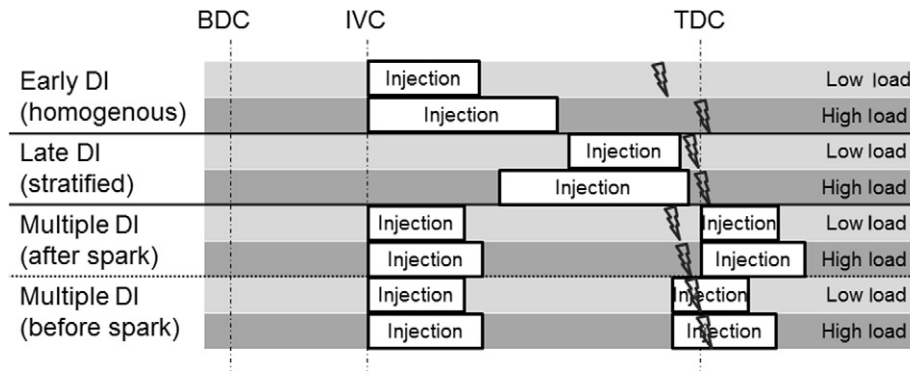 BDC IVC TDC
Early DI
(homogenous)
Injection Low load
Injection High load
Late DI
(stratified)
Injection Low load
Injection High load
Multiple DI
(after spark)
Injection Injection Low load
Injection Injection High load
Multiple DI
(before spark)
Injection Injection Low load
Injection Injection High load